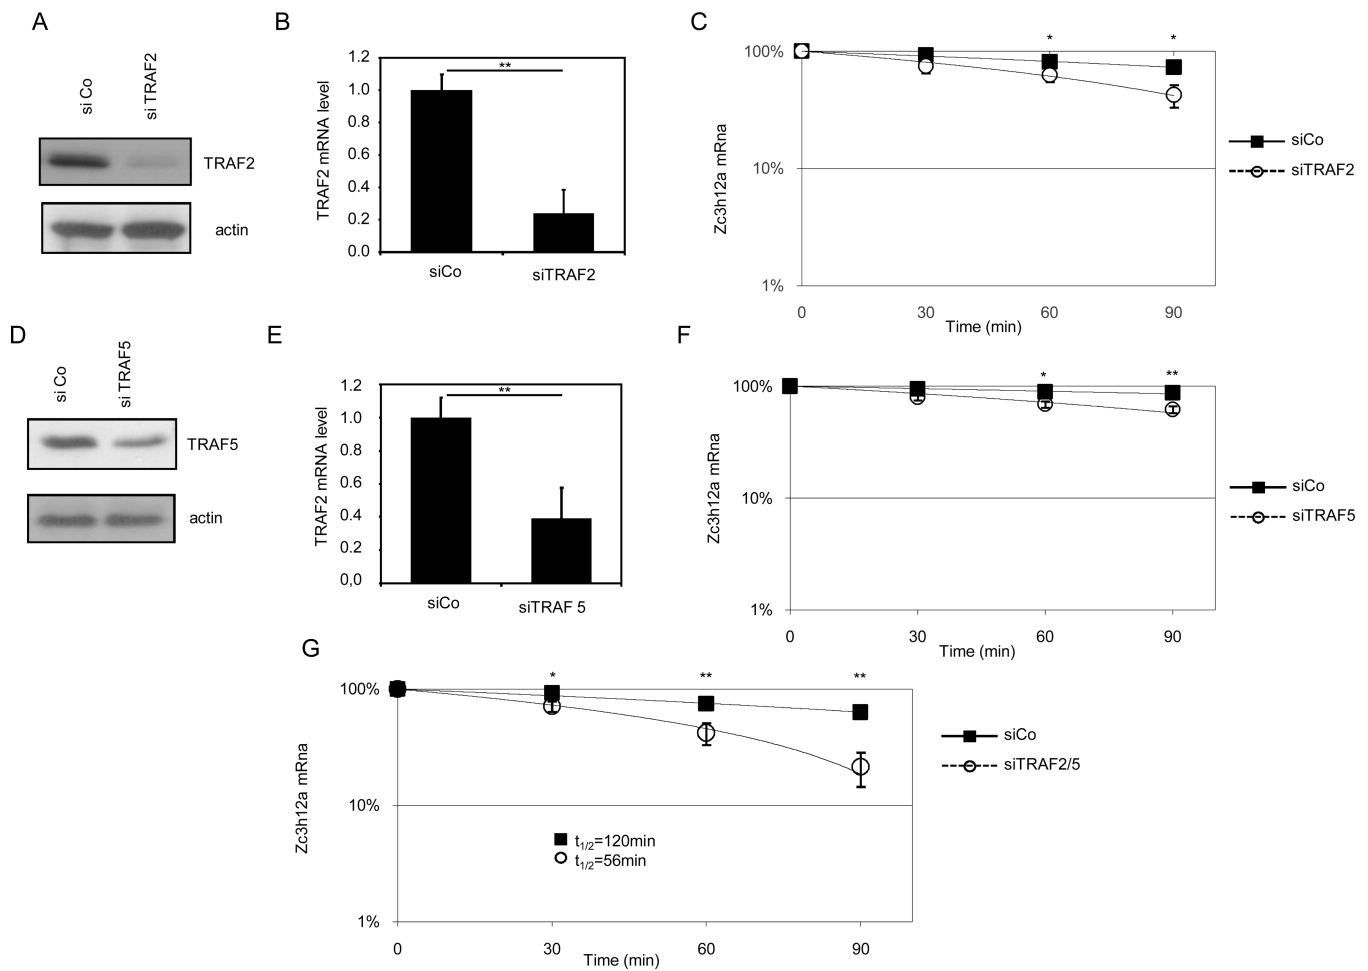 A
si Co
si TRAF2
TRAF2
actin
B
TRAF2 mRNA level
1.2
1.0
0.8
0.6
0.4
0.2
0.0
**
siCo
siTRAF2
C
Zc3h12a mRna
100%
10%
1%
*
*
0
30
60
90
Time (min)
siCo
siTRAF2
D
si Co
si TRAF5
TRAF5
actin
E
TRAF2 mRNA level
1.2
1.0
0.8
0.6
0.4
0.2
0,0
**
siCo
siTRAF 5
F
Zc3h12a mRna
100%
10%
1%
*
**
0
30
60
90
Time (min)
siCo
siTRAF5
G
Zc3h12a mRna
100%
10%
1%
*
**
**
t1/2=120min
t1/2=56min
0
30
60
90
Time (min)
siCo
siTRAF2/5